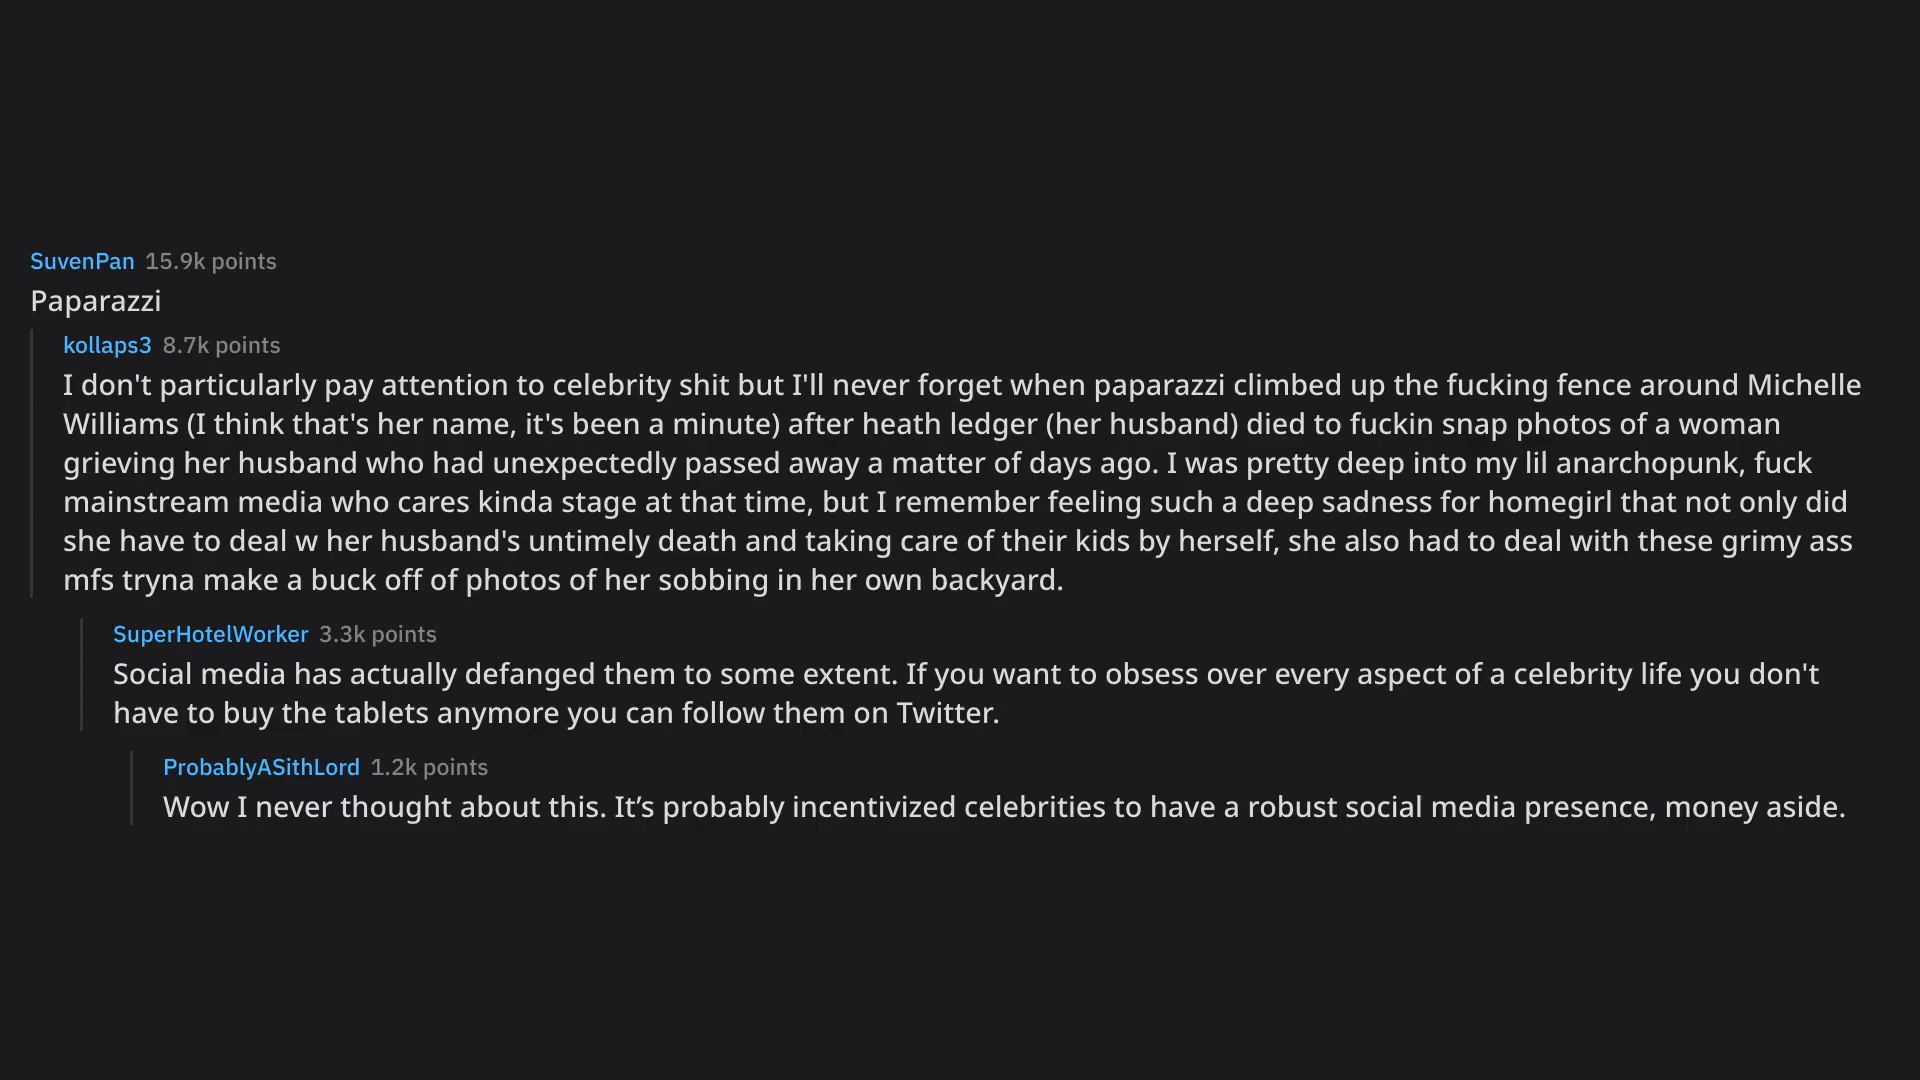 SuvenPan 15.9k points
Paparazzi
kollaps3 8.7k points
I don't particularly pay attention to celebrity shit but I'll never forget when paparazzi climbed up the fucking fence around Michelle
Williams (I think that's her name, it's been a minute) after heath ledger (her husband) died to fuckin snap photos of a woman
grieving her husband who had unexpectedly passed away a matter of days ago. I was pretty deep into my lil anarchopunk, fuck
mainstream media who cares kinda stage at that time, but I remember feeling such a deep sadness for homegirl that not only did
she have to deal w her husband's untimely death and taking care of their kids by herself, she also had to deal with these grimy ass
mfs tryna make a buck off of photos of her sobbing in her own backyard.
SuperHotelWorker 3.3k points
Social media has actually defanged them to some extent. If you want to obsess over every aspect of a celebrity life you don't
have to buy the tablets anymore you can follow them on Twitter.
ProbablyASithLord 1.2k points
Wow I never thought about this. It’s probably incentivized celebrities to have a robust social media presence, money aside.